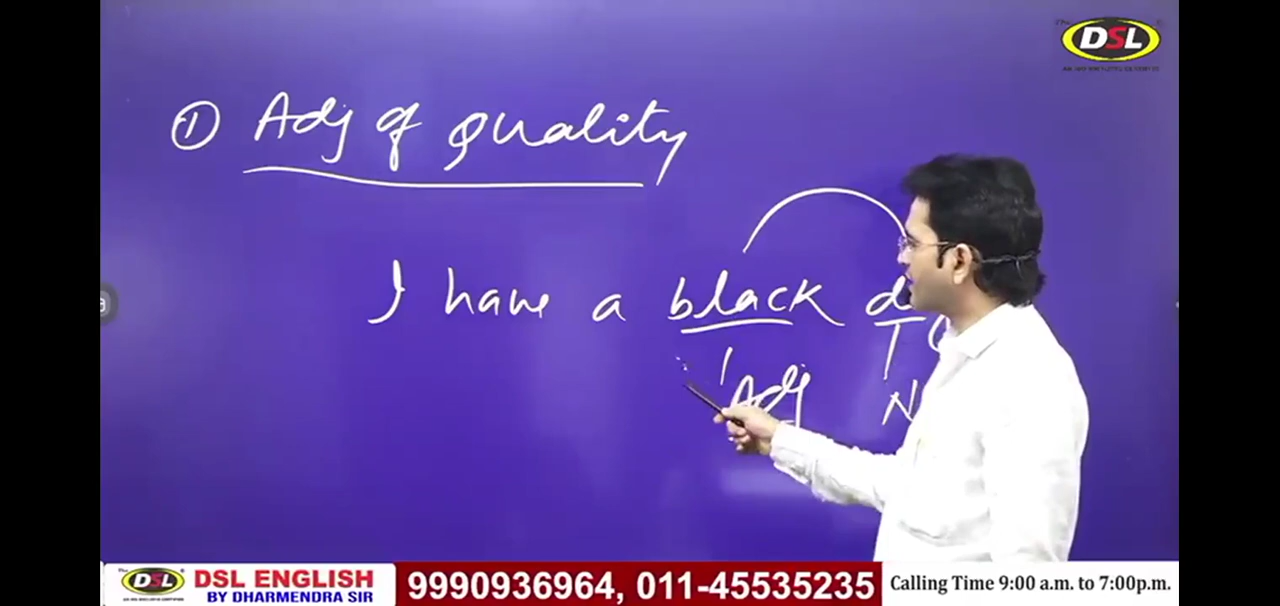 DSL
① Adj of Quality
I have a black d
Adj N
DSL
DSL ENGLISH
BY DHARMENDRA SIR
9990936964, 011-45535235
Calling Time 9:00 a.m. to 7:00p.m.